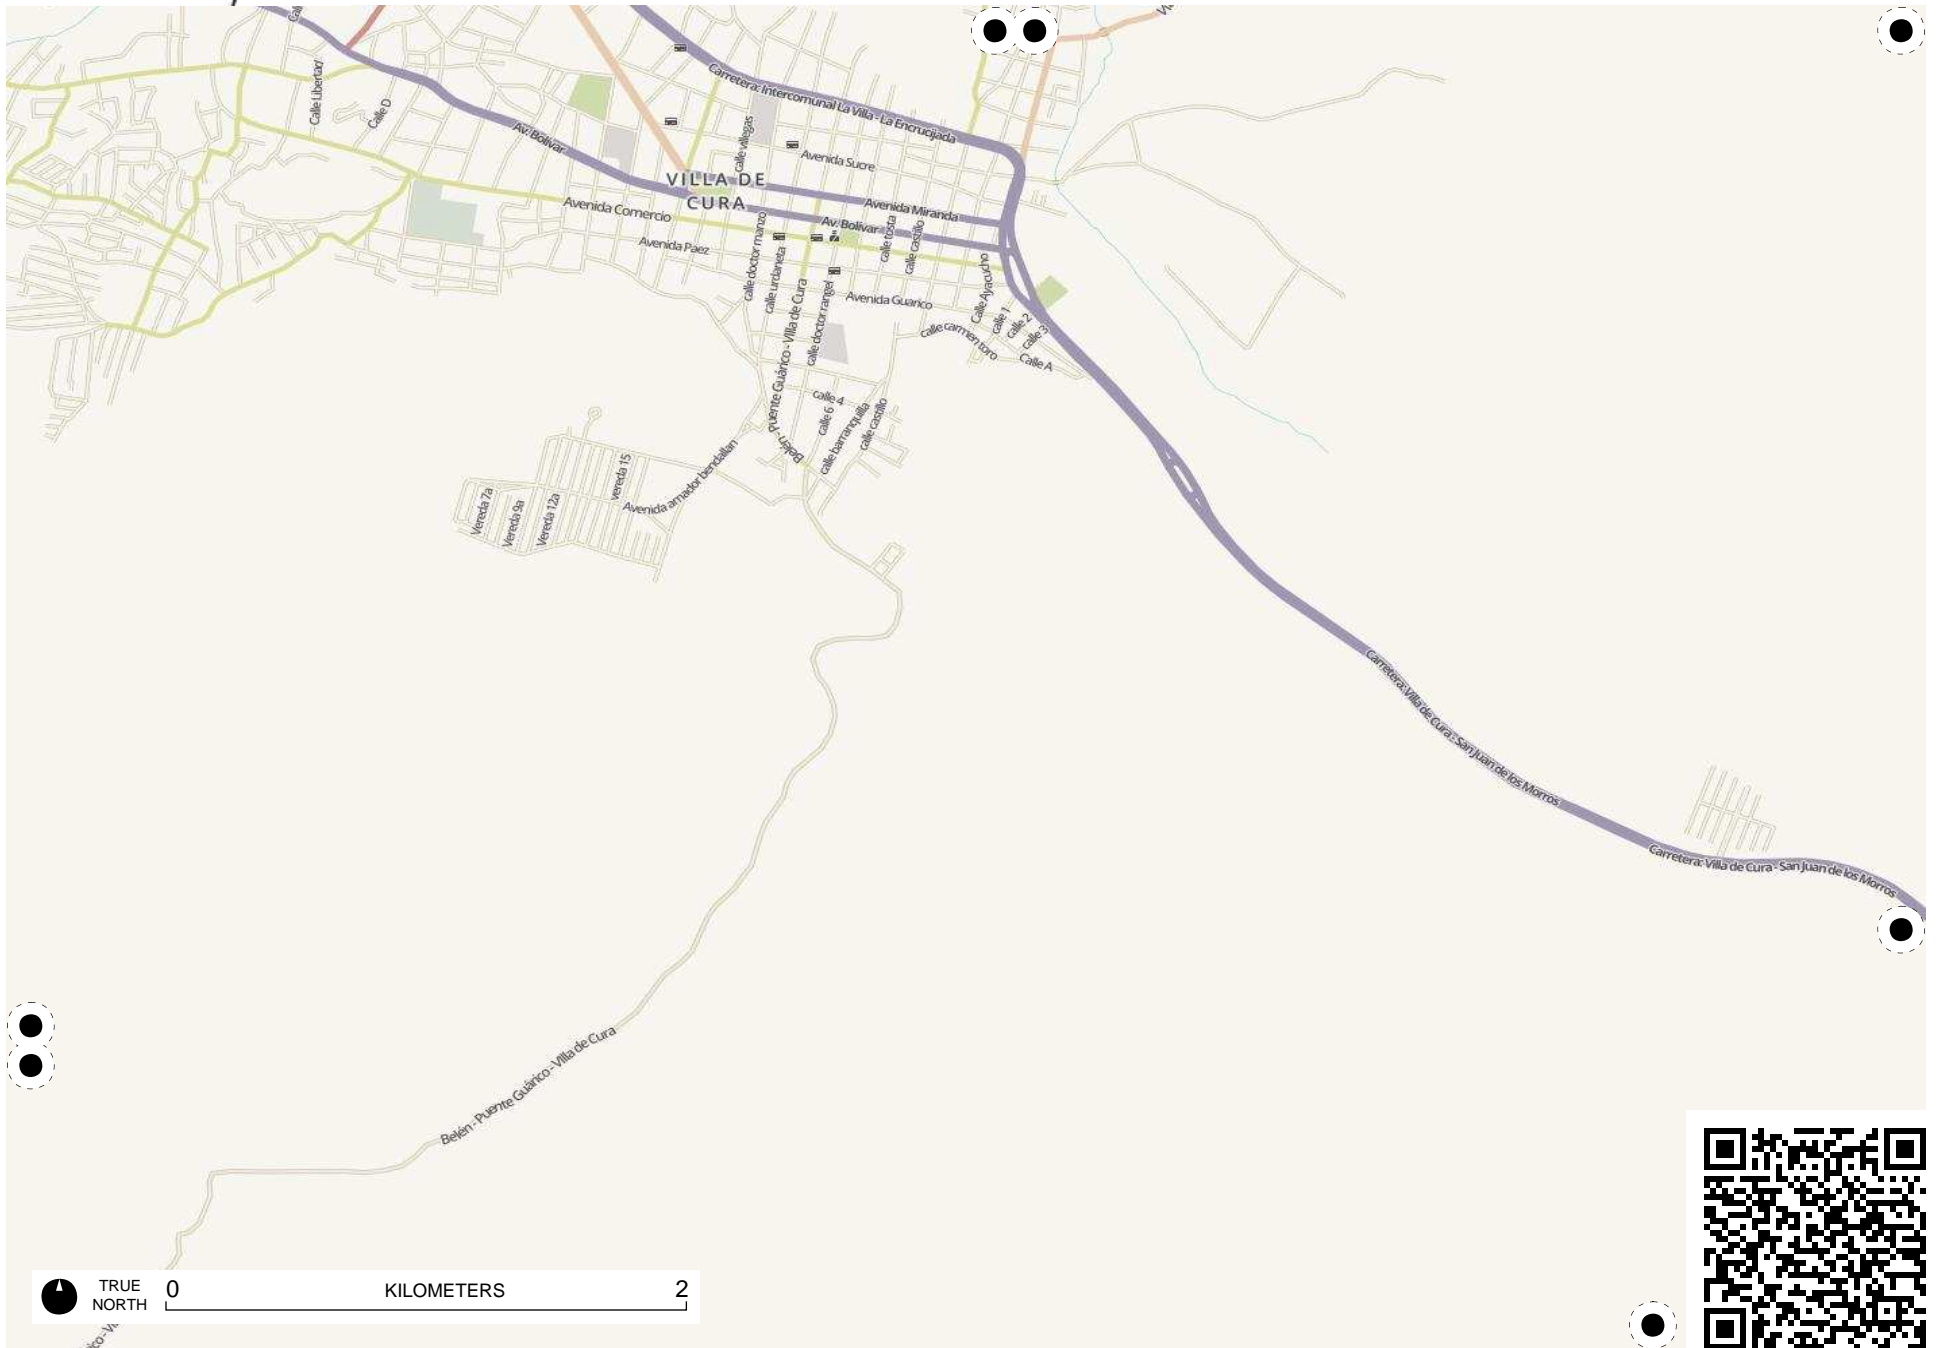 Carretera: Intercomunal La Villa - La Encrucijada
Calle Libertad
Calle D
Av. Bolívar
calle villegas
Avenida Sucre
VILLA DE
CURA
Avenida Miranda
Avenida Comercio
Av. Bolívar
calle tosta
calle castillo
Avenida Paez
calle doctor manzo
calle urdaneta
Belén - Puente Guárico - Villa de Cura
calle doctor rangel
Avenida Guarico
Calle Ayacucho
calle 1
calle 2
calle 3
calle carmen toro
Calle A
calle 4
calle 6
calle barranquilla
calle castillo
Avenida amador bendallan
vereda 15
Vereda 7a
Vereda 9a
Vereda 12a
Carretera: Villa de Cura - San Juan de los Morros
Carretera: Villa de Cura - San Juan de los Morros
Belén - Puente Guárico - Villa de Cura
TRUE
NORTH
0
KILOMETERS
2